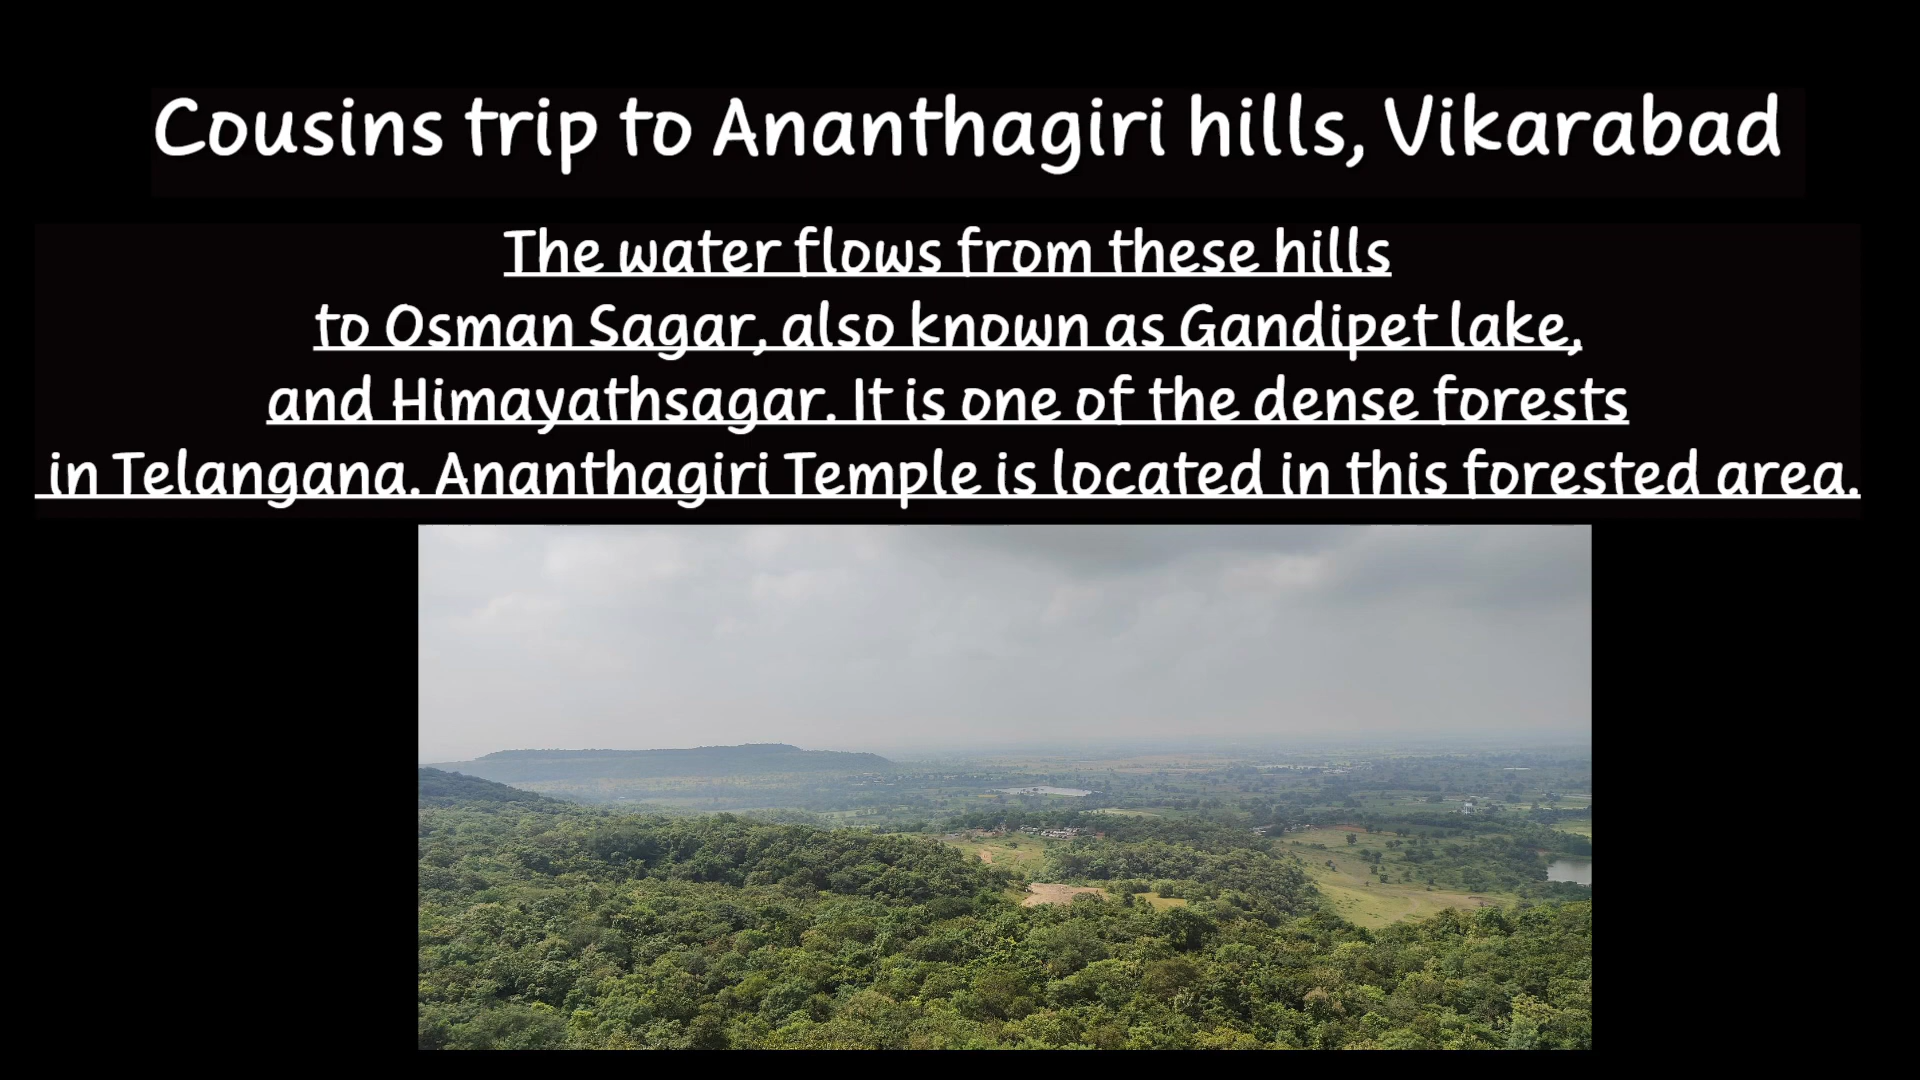 Cousins trip to Ananthagiri hills, Vikarabad
The water flows from these hills
to Osman Sagar, also known as Gandipet lake,
and Himayathsagar. It is one of the dense forests
in Telangana. Ananthagiri Temple is located in this forested area.